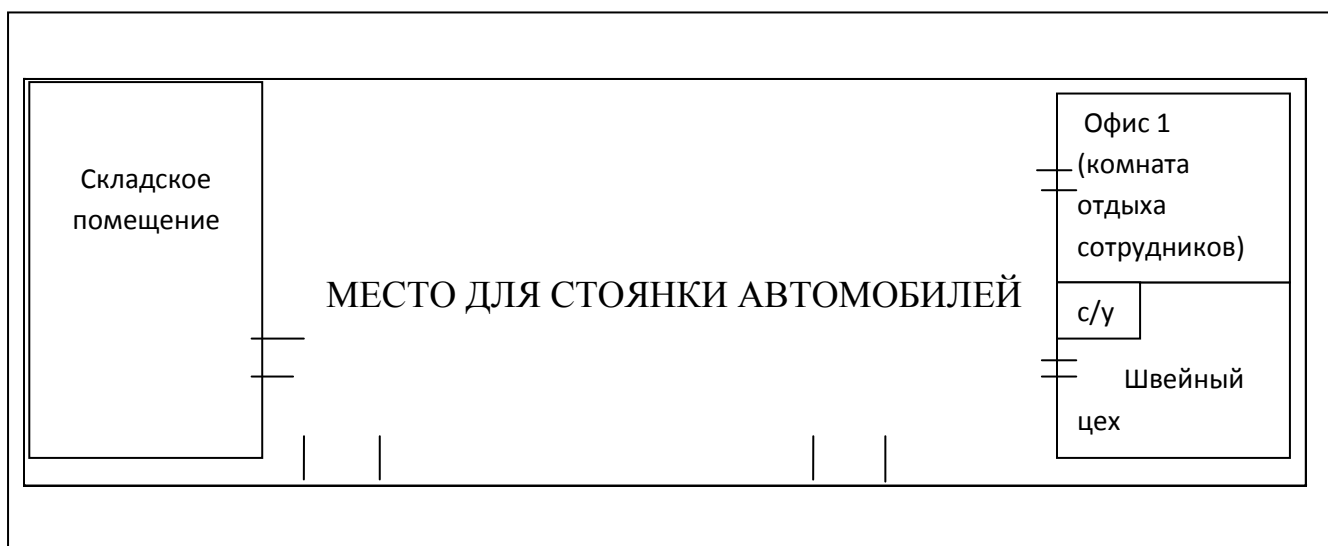 Складское
помещение
МЕСТО ДЛЯ СТОЯНКИ АВТОМОБИЛЕЙ
Офис 1
(комната
отдыха
сотрудников)
с/у
Швейный
цех